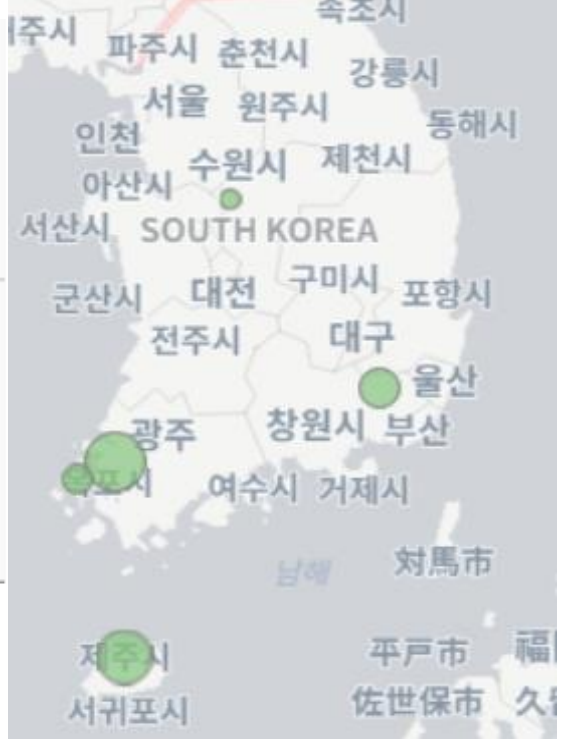 속초시
파주시
춘천시
강릉시
서울
원주시
동해시
인천
수원시
제천시
아산시
서산시
SOUTH KOREA
군산시
대전
구미시
포항시
전주시
대구
울산
광주
창원시
부산
목포시
여수시
거제시
남해
対馬市
제주시
平戸市
서귀포시
佐世保市